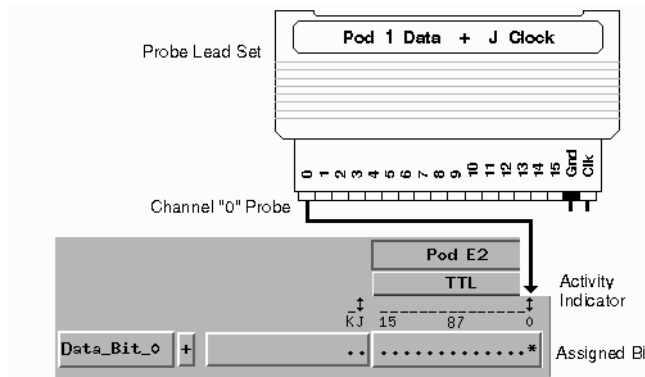 Pod 1 Data + J Clock
Probe Lead Set
0 1 2 3 4 5 6 7 8 9 10 11 12 13 14 15 Gnd Clk
Channel "0" Probe
Pod E2
TTL
Activity
Indicator
KJ 15 87 0
Data_Bit_0 + .. .............*
Assigned Bi